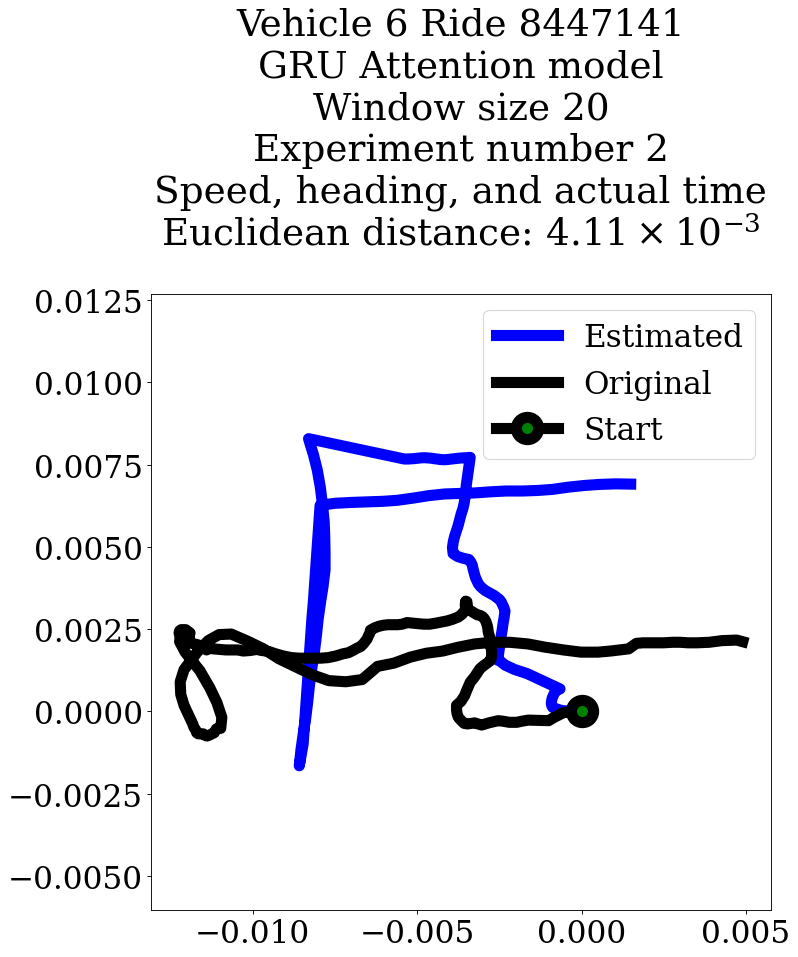 Vehicle 6 Ride 8447141
GRU Attention model
Window size 20
Experiment number 2
Speed, heading, and actual time
Euclidean distance: 4.11 × 10⁻³
Estimated
Original
Start
0.0125
0.0100
0.0075
0.0050
0.0025
0.0000
−0.0025
−0.0050
−0.010 −0.005 0.000 0.005